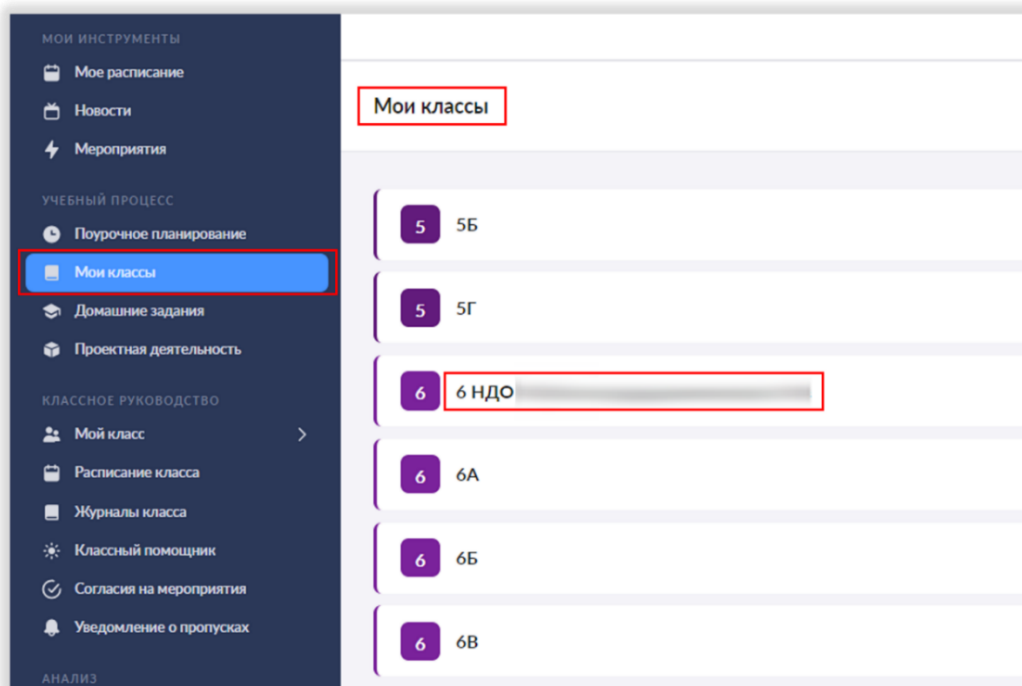 МОИ ИНСТРУМЕНТЫ
Мое расписание
Новости
Мероприятия
УЧЕБНЫЙ ПРОЦЕСС
Поурочное планирование
Мои классы
Домашние задания
Проектная деятельность
КЛАССНОЕ РУКОВОДСТВО
Мой класс
Расписание класса
Журналы класса
Классный помощник
Согласия на мероприятия
Уведомление о пропусках
АНАЛИЗ
Мои классы
5 5Б
5 5Г
6 6 НДО
6 6А
6 6Б
6 6В